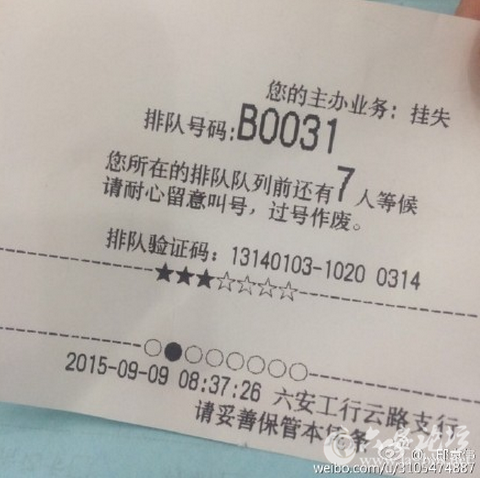 您的主办业务：挂失
排队号码:B0031
您所在的排队队列前还有7人等候
请耐心留意叫号，过号作废。
排队验证码：13140103-1020 0314
★★★☆☆☆☆
○●○○○○○○
2015-09-09 08:37:26 六安工行云路支行
请妥善保管本 条
weibo.com/u/3105474887